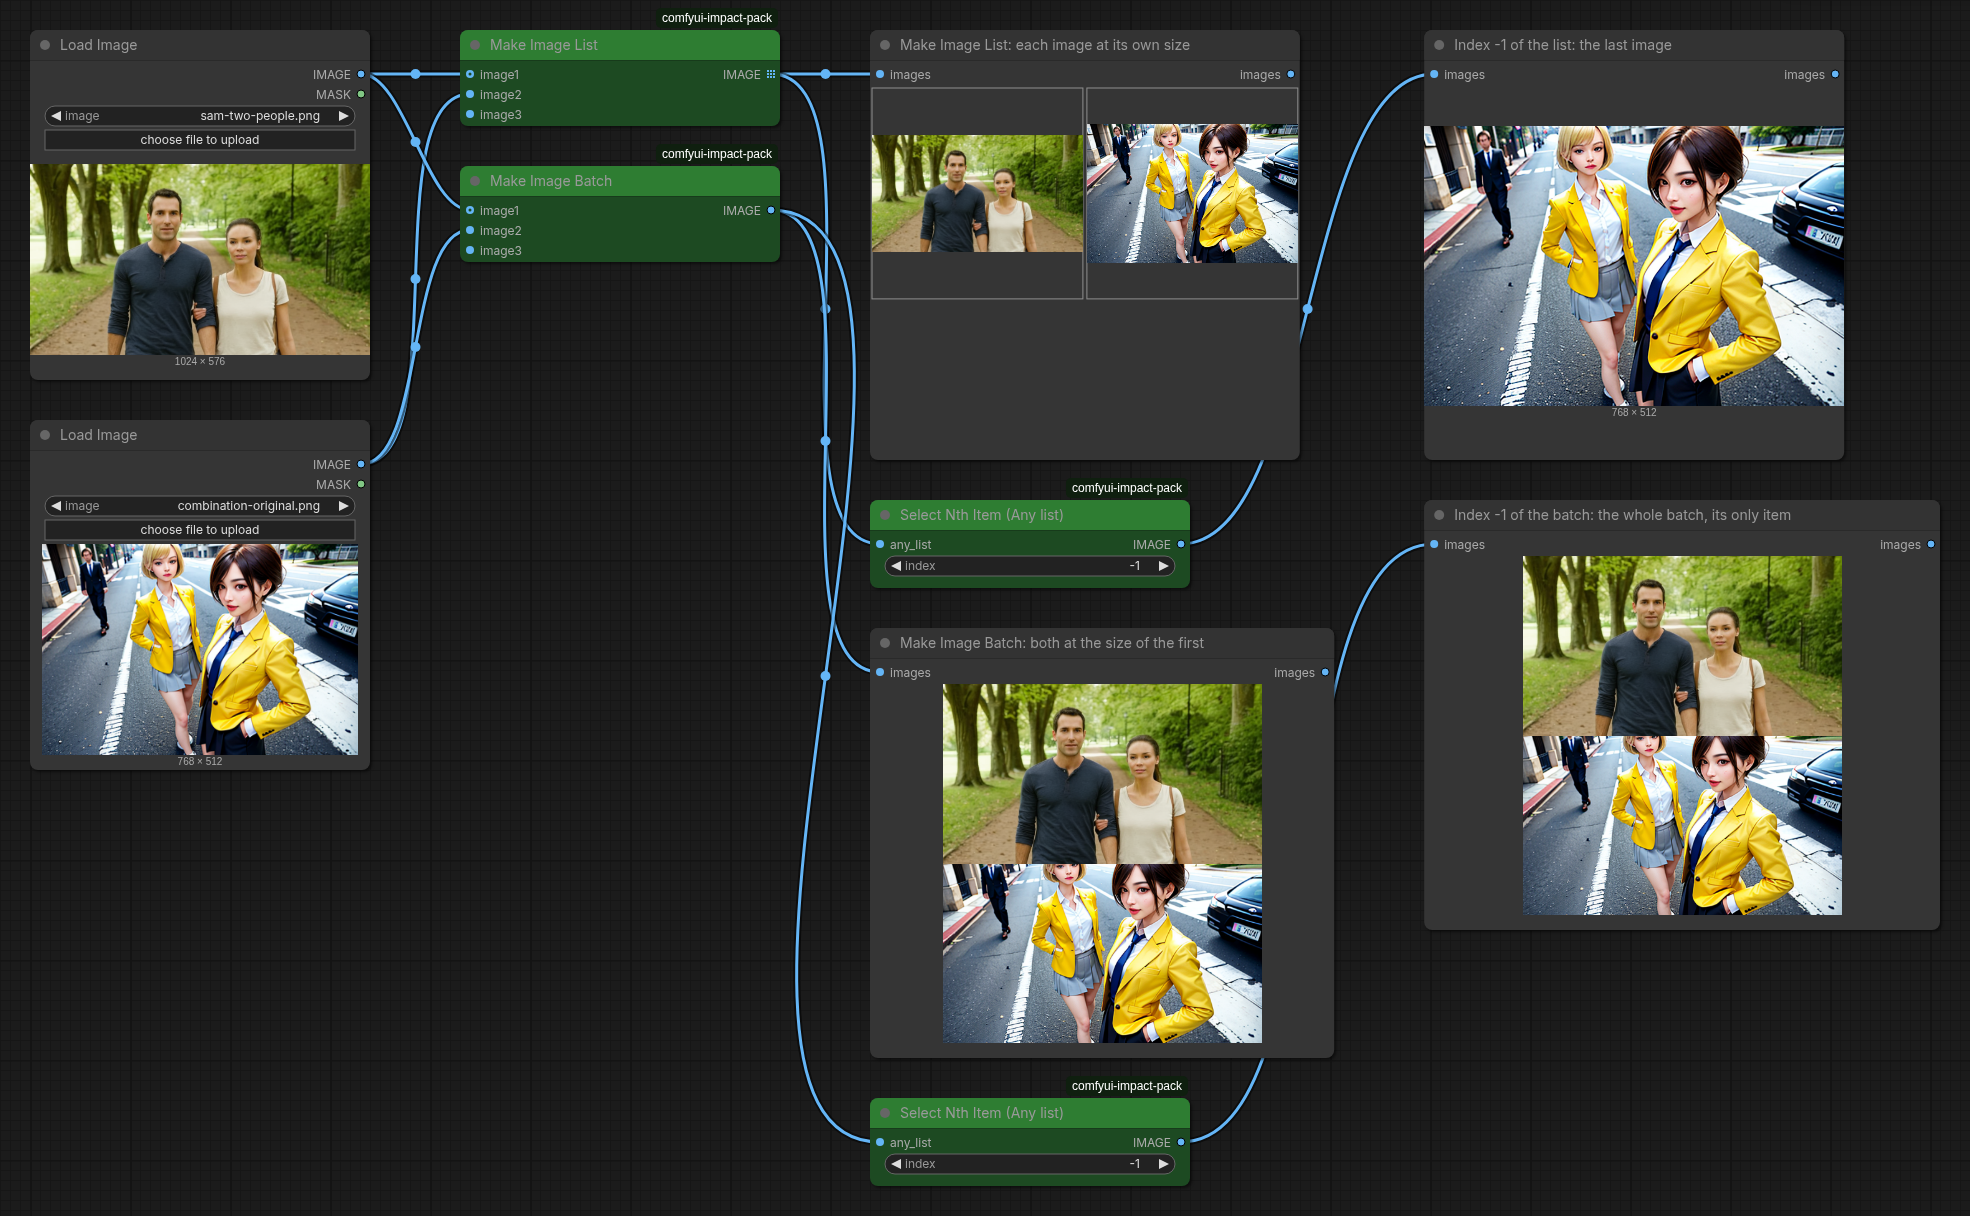 Load Image
IMAGE
MASK
image sam-two-people.png
choose file to upload
1024 × 576
Load Image
IMAGE
MASK
image combination-original.png
choose file to upload
768 × 512
comfyui-impact-pack
Make Image List
image1 IMAGE
image2
image3
comfyui-impact-pack
Make Image Batch
image1 IMAGE
image2
image3
Make Image List: each image at its own size
images images
comfyui-impact-pack
Select Nth Item (Any list)
any_list IMAGE
index -1
Make Image Batch: both at the size of the first
images images
comfyui-impact-pack
Select Nth Item (Any list)
any_list IMAGE
index -1
Index -1 of the list: the last image
images images
768 × 512
Index -1 of the batch: the whole batch, its only item
images images